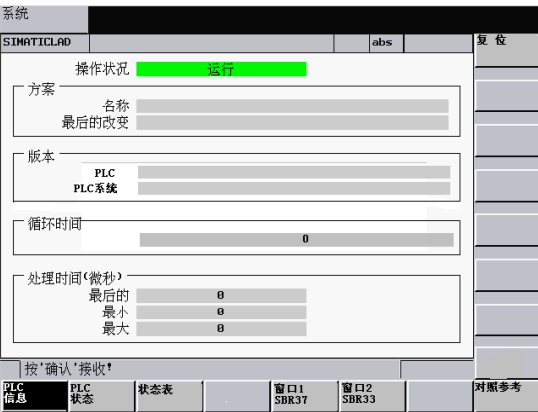 系统
SIMATICLAD
abs
复 位
操作状况 运行
方案
名称
最后的改变
版本
PLC
PLC系统
循环时间
0
处理时间(微秒)
最后的 0
最小 0
最大 0
按'确认'接收!
PLC
信息
PLC
状态
状态表
窗口1
SBR37
窗口2
SBR33
对照参考